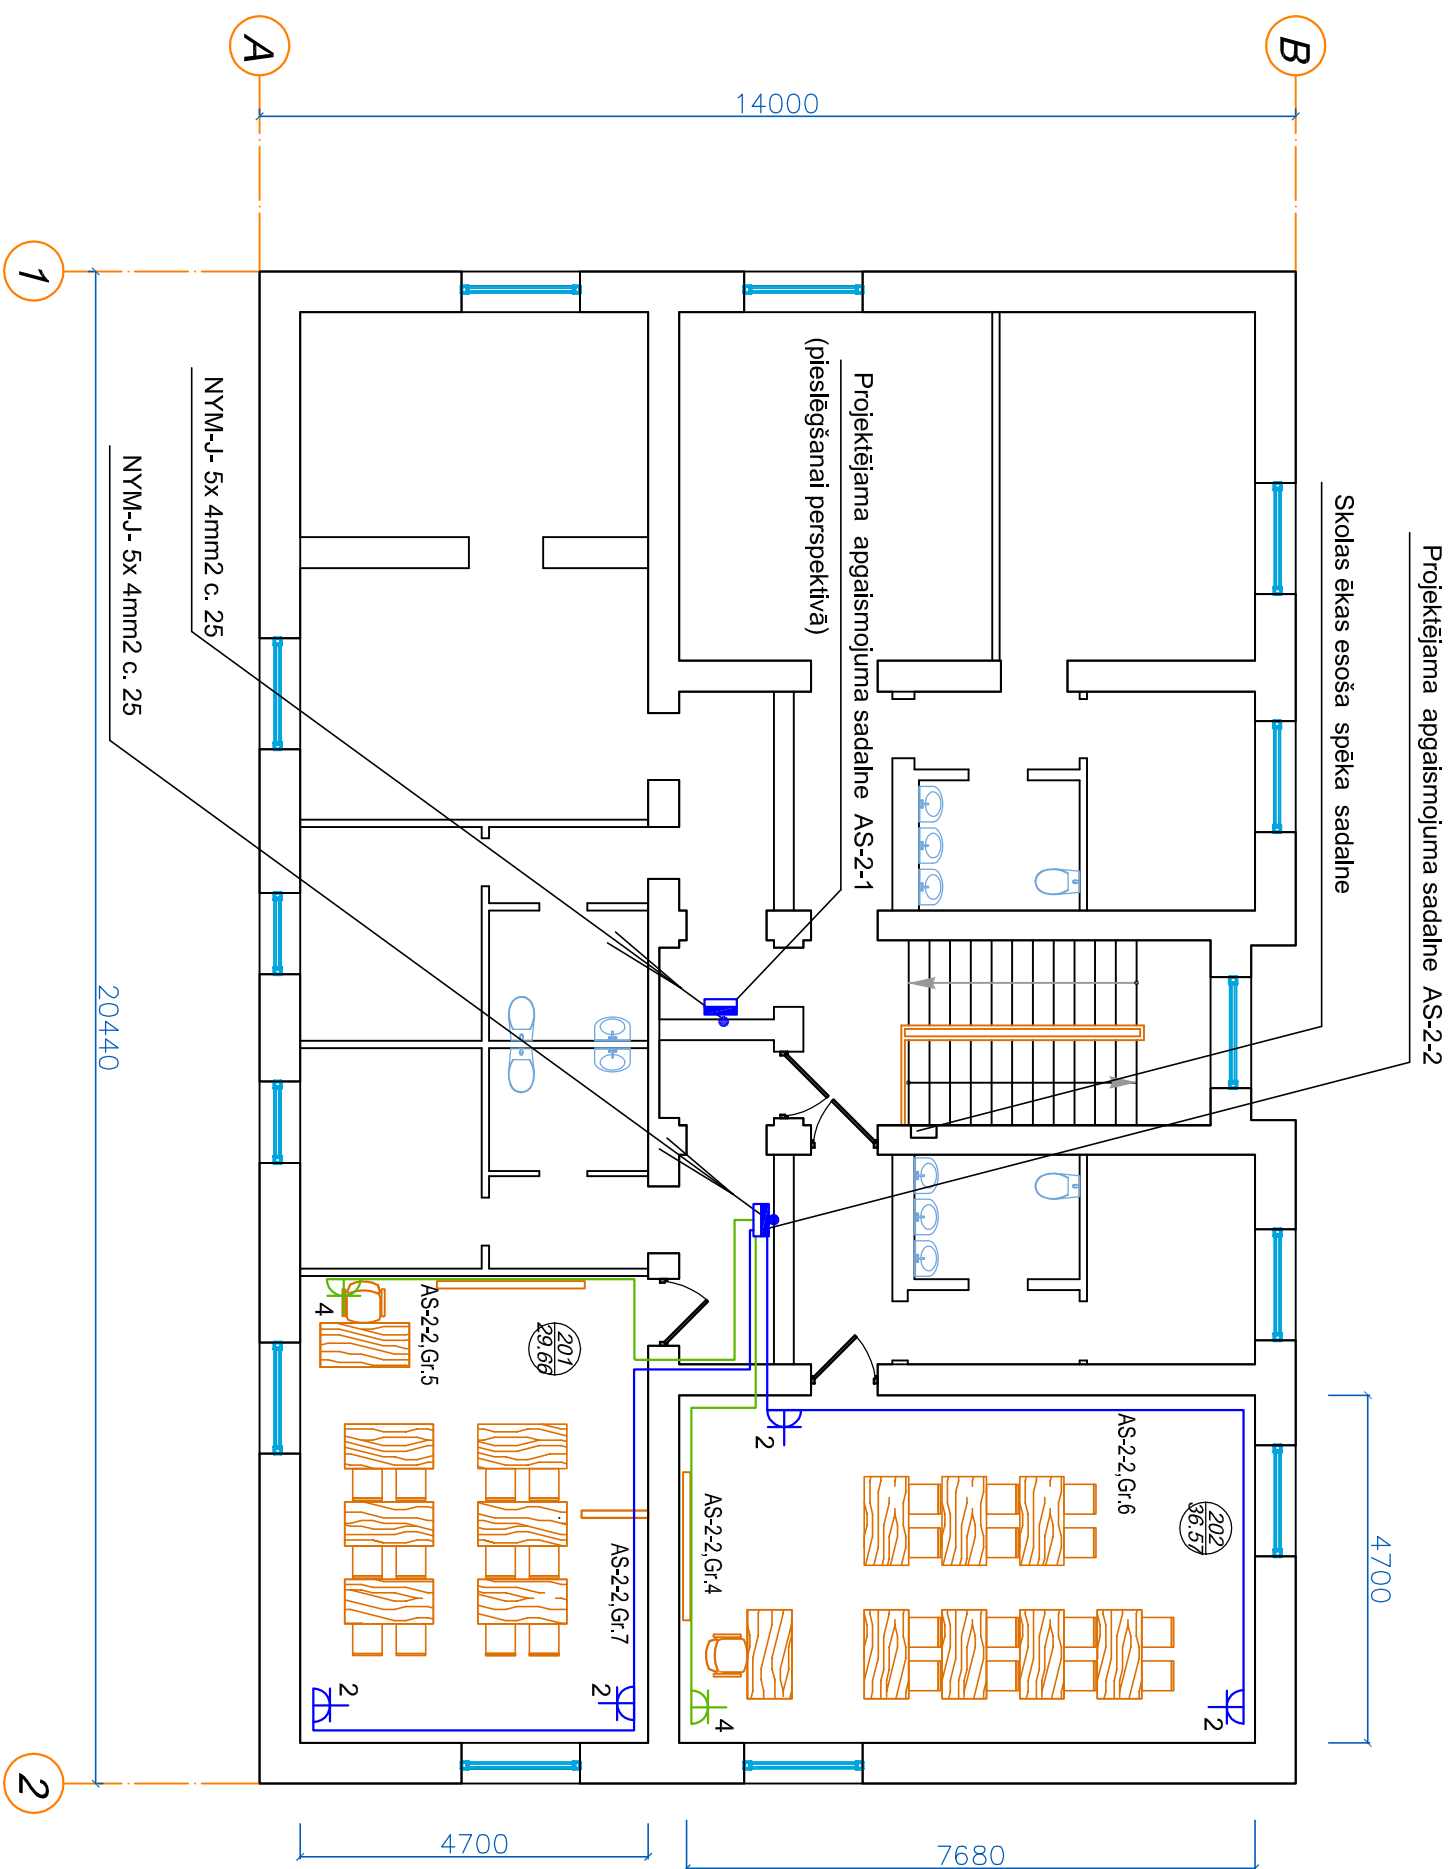 Projektējama apgaismojuma sadalne AS-2-2
Skolas ēkas esoša spēka sadalne
Projektējama apgaismojuma sadalne AS-2-1
(pieslēgšanai perspektīvā)
NYM-J- 5x 4mm2 c. 25
NYM-J- 5x 4mm2 c. 25
A
B
1
2
14000
20440
4700
4700
7680
AS-2-2,Gr.5
4
201
29.66
AS-2-2,Gr.7
2
2
AS-2-2,Gr.6
202
36.57
2
2
AS-2-2,Gr.4
4